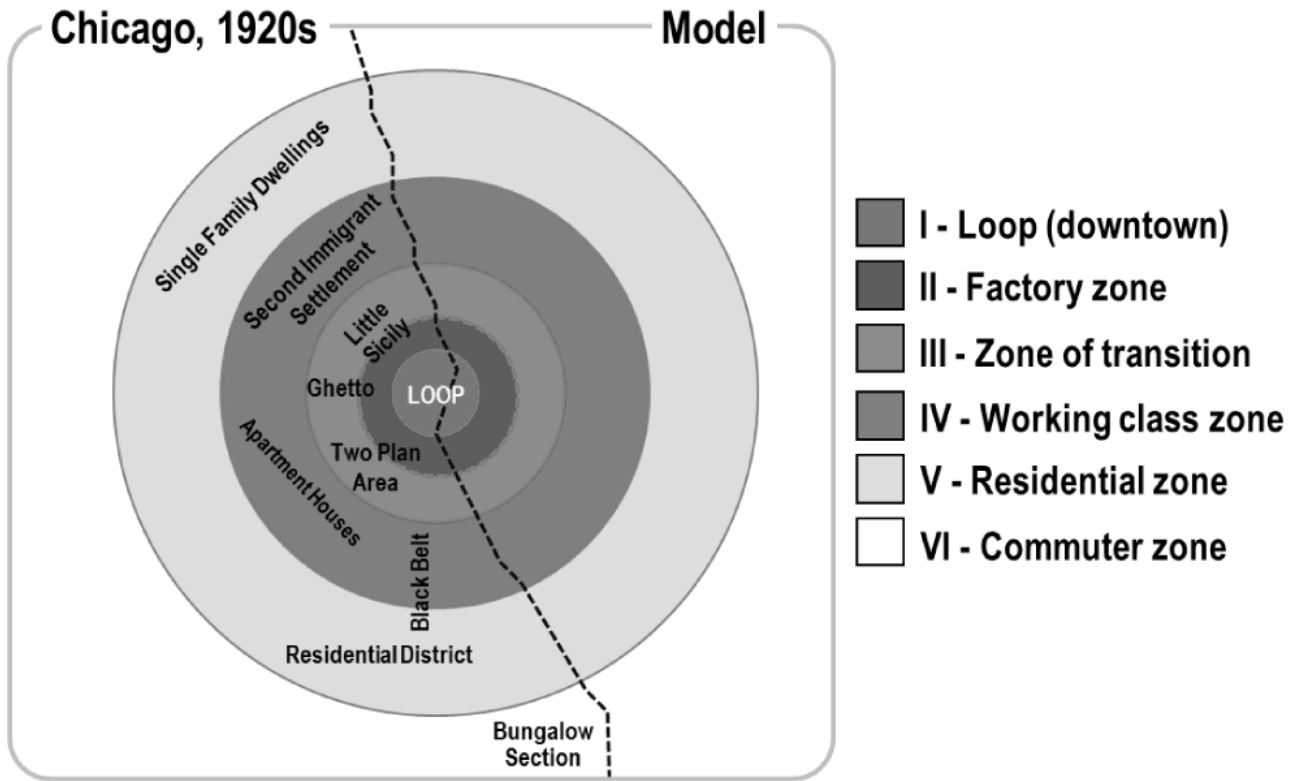 Chicago, 1920s
Model
Single Family Dwellings
Second Immigrant
Settlement
Little
Sicily
Ghetto
LOOP
Two Plan
Area
Apartment Houses
Black Belt
Residential District
Bungalow
Section
I - Loop (downtown)
II - Factory zone
III - Zone of transition
IV - Working class zone
V - Residential zone
VI - Commuter zone